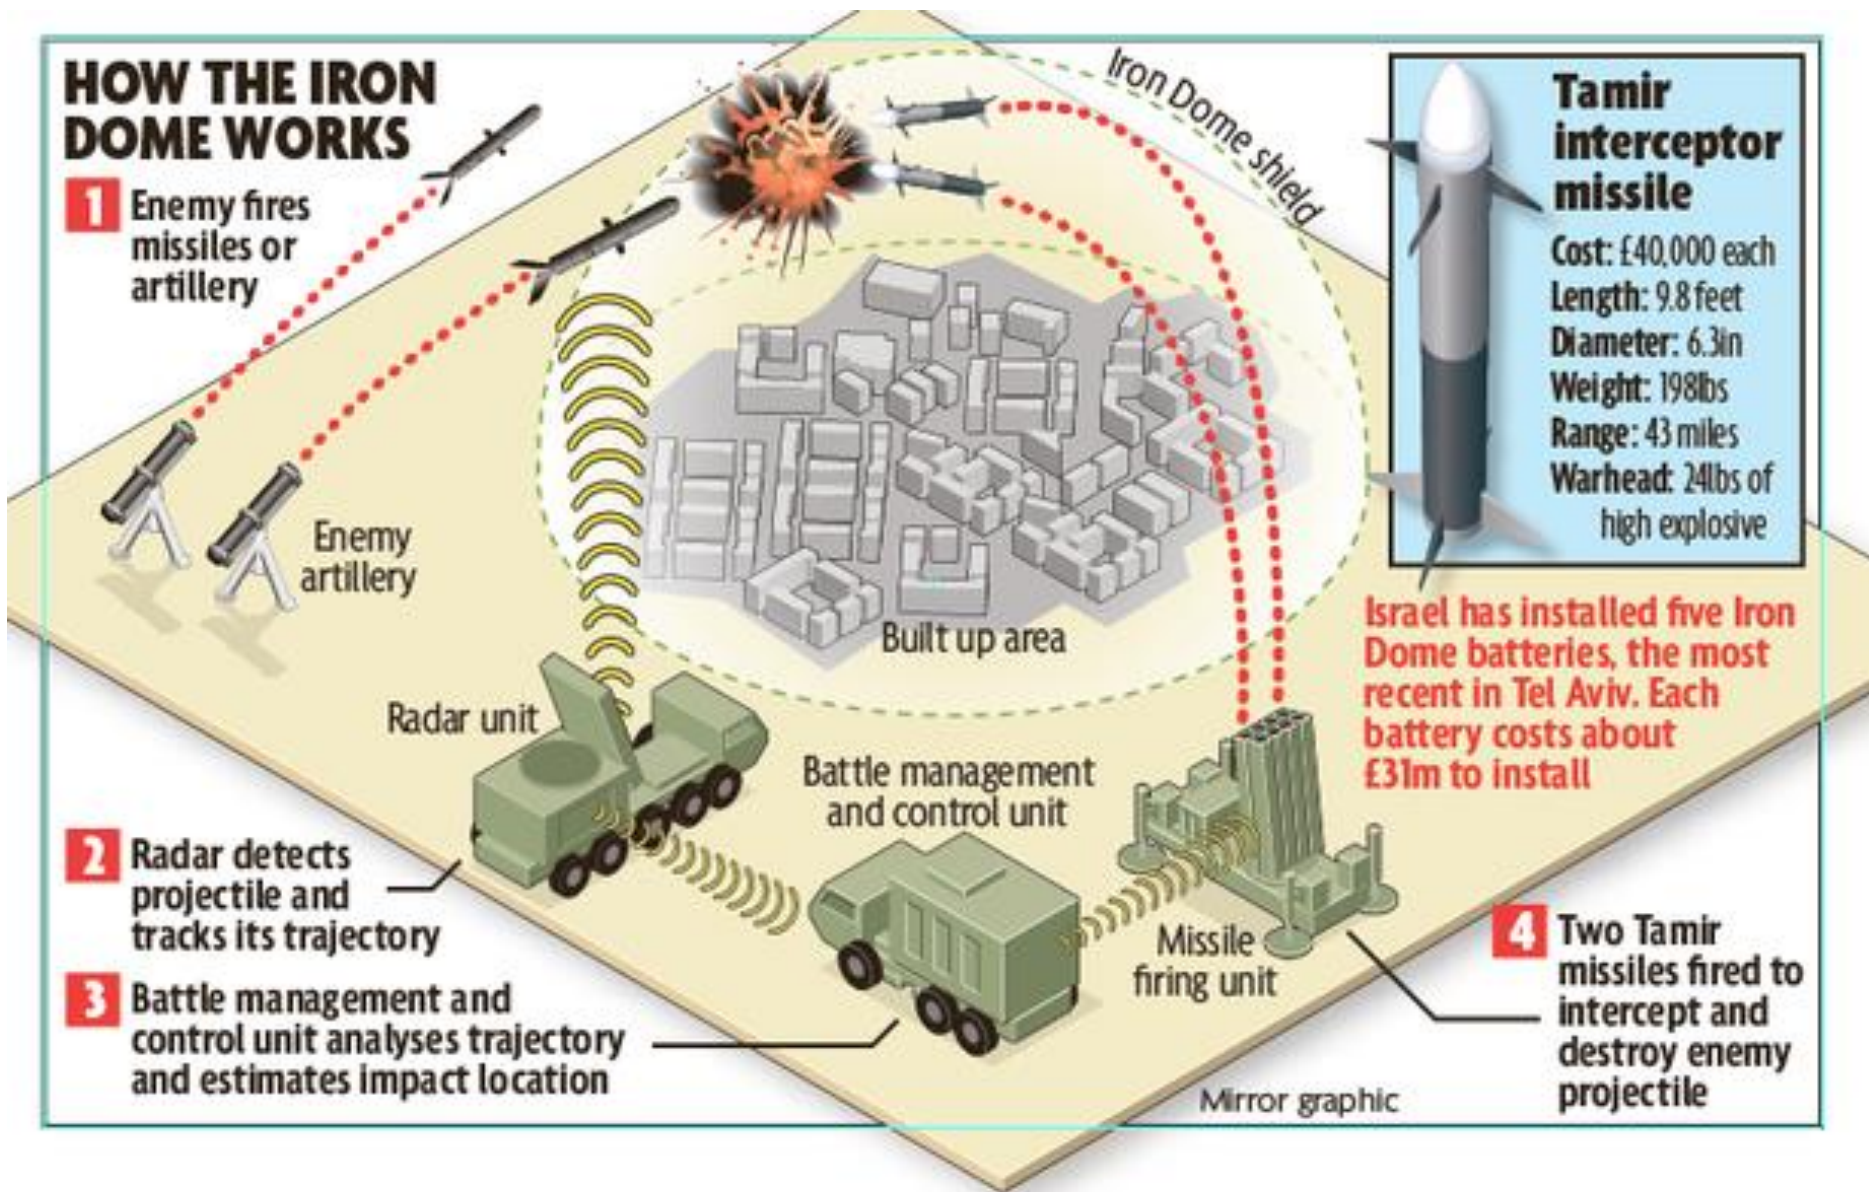 HOW THE IRON
DOME WORKS
1 Enemy fires
missiles or
artillery
Enemy
artillery
Iron Dome shield
Built up area
Radar unit
Battle management
and control unit
Missile
firing unit
2 Radar detects
projectile and
tracks its trajectory
3 Battle management and
control unit analyses trajectory
and estimates impact location
4 Two Tamir
missiles fired to
intercept and
destroy enemy
projectile
Mirror graphic
Tamir
interceptor
missile
Cost: £40,000 each
Length: 9.8 feet
Diameter: 6.3in
Weight: 198lbs
Range: 43 miles
Warhead: 24lbs of
high explosive
Israel has installed five Iron
Dome batteries, the most
recent in Tel Aviv. Each
battery costs about
£31m to install